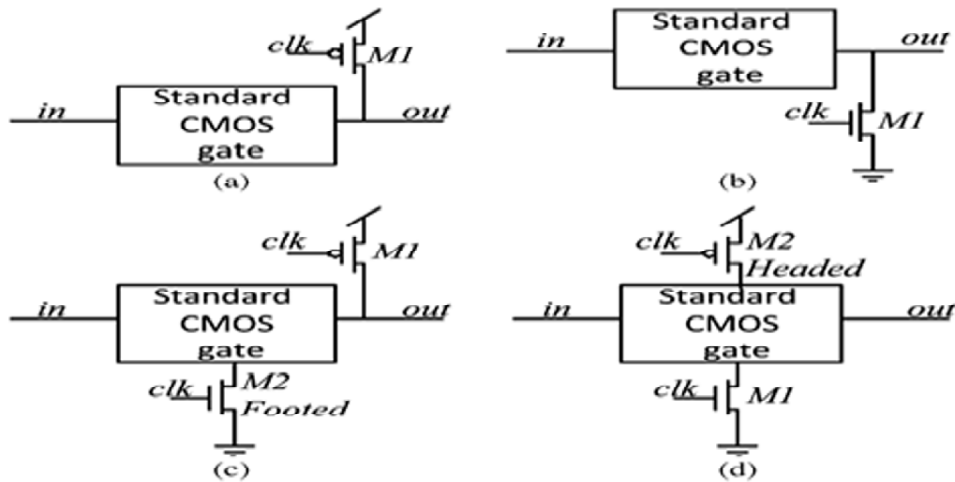 clk M1
in Standard CMOS gate out
(a)
in Standard CMOS gate out
clk M1
(b)
clk M1
in Standard CMOS gate out
clk M2
Footed
(c)
clk M2
Headed
in Standard CMOS gate out
clk M1
(d)